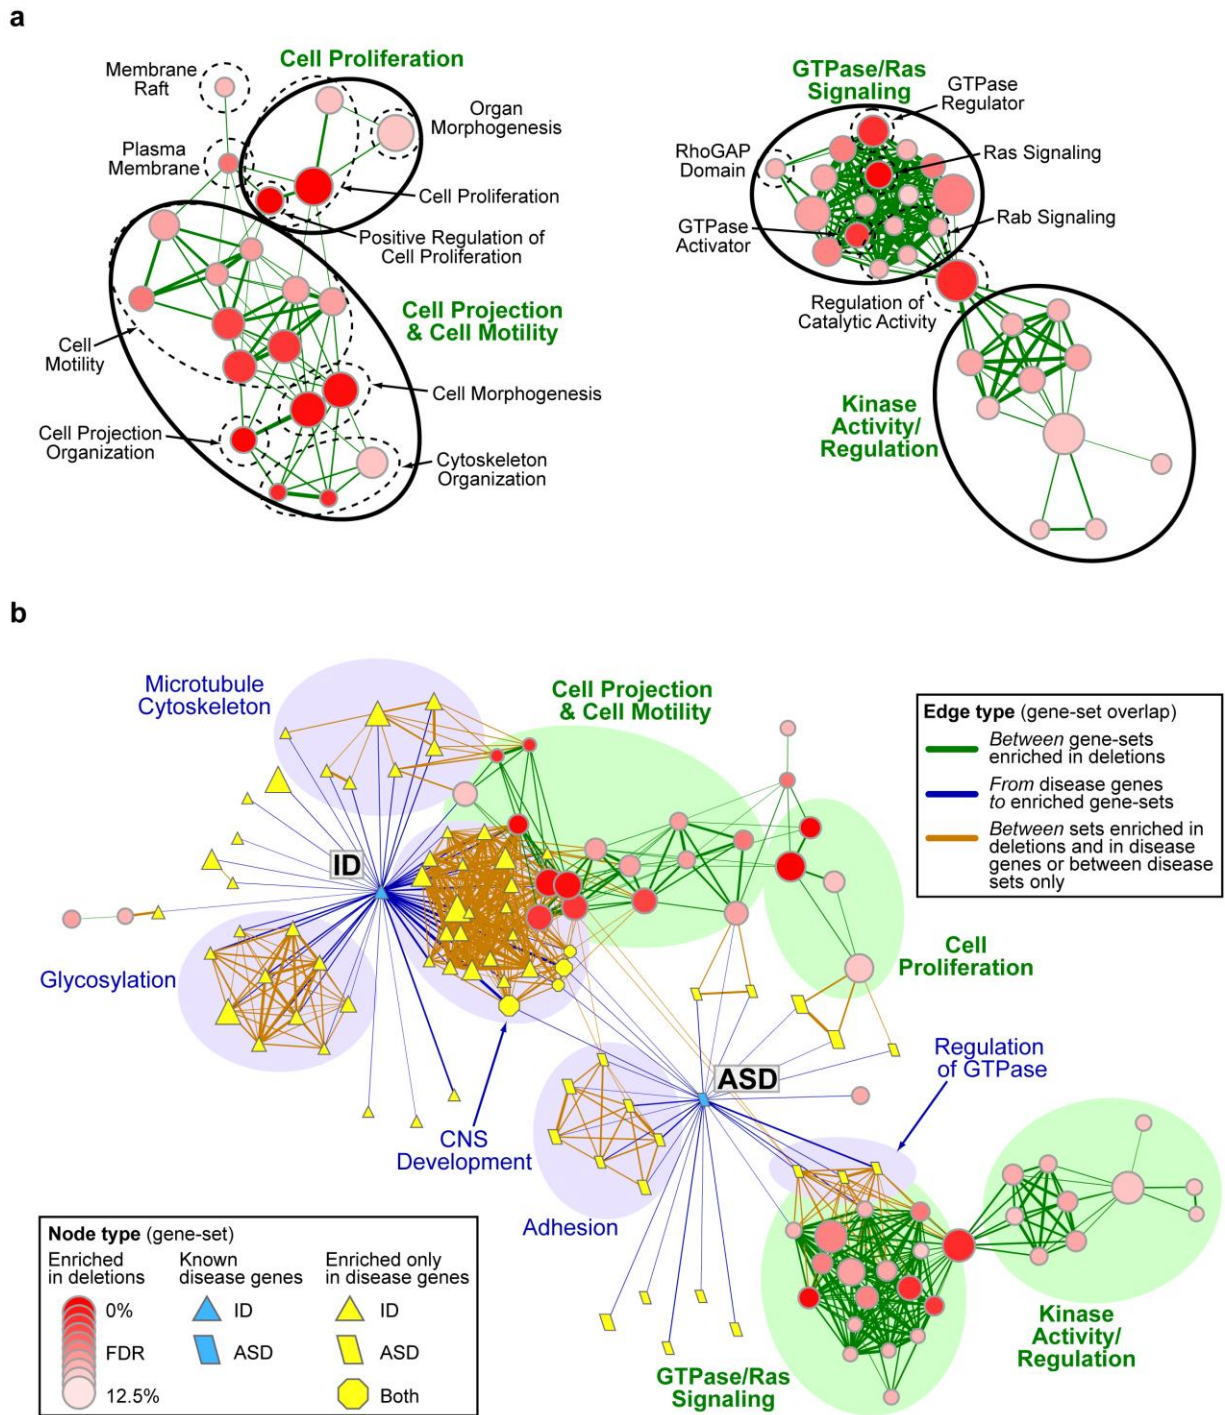 a
Cell Proliferation
Membrane
Raft
Organ
Morphogenesis
Plasma
Membrane
Cell Proliferation
Positive Regulation of
Cell Proliferation
Cell Projection
& Cell Motility
Cell
Motility
Cell Morphogenesis
Cell Projection
Organization
Cytoskeleton
Organization
GTPase/Ras
Signaling
GTPase
Regulator
RhoGAP
Domain
Ras Signaling
GTPase
Activator
Rab Signaling
Regulation of
Catalytic Activity
Kinase
Activity/
Regulation
b
Microtubule
Cytoskeleton
Cell Projection
& Cell Motility
Edge type (gene-set overlap)
Between gene-sets
enriched in deletions
From disease genes
to enriched gene-sets
Between sets enriched in
deletions and in disease
genes or between disease
sets only
ID
Glycosylation
Cell
Proliferation
ASD
Regulation
of GTPase
CNS
Development
Adhesion
Kinase
Activity/
Regulation
GTPase/Ras
Signaling
Node type (gene-set)
Enriched
in deletions
Known
disease genes
Enriched only
in disease genes
0%
ID
ID
FDR
ASD
ASD
12.5%
Both